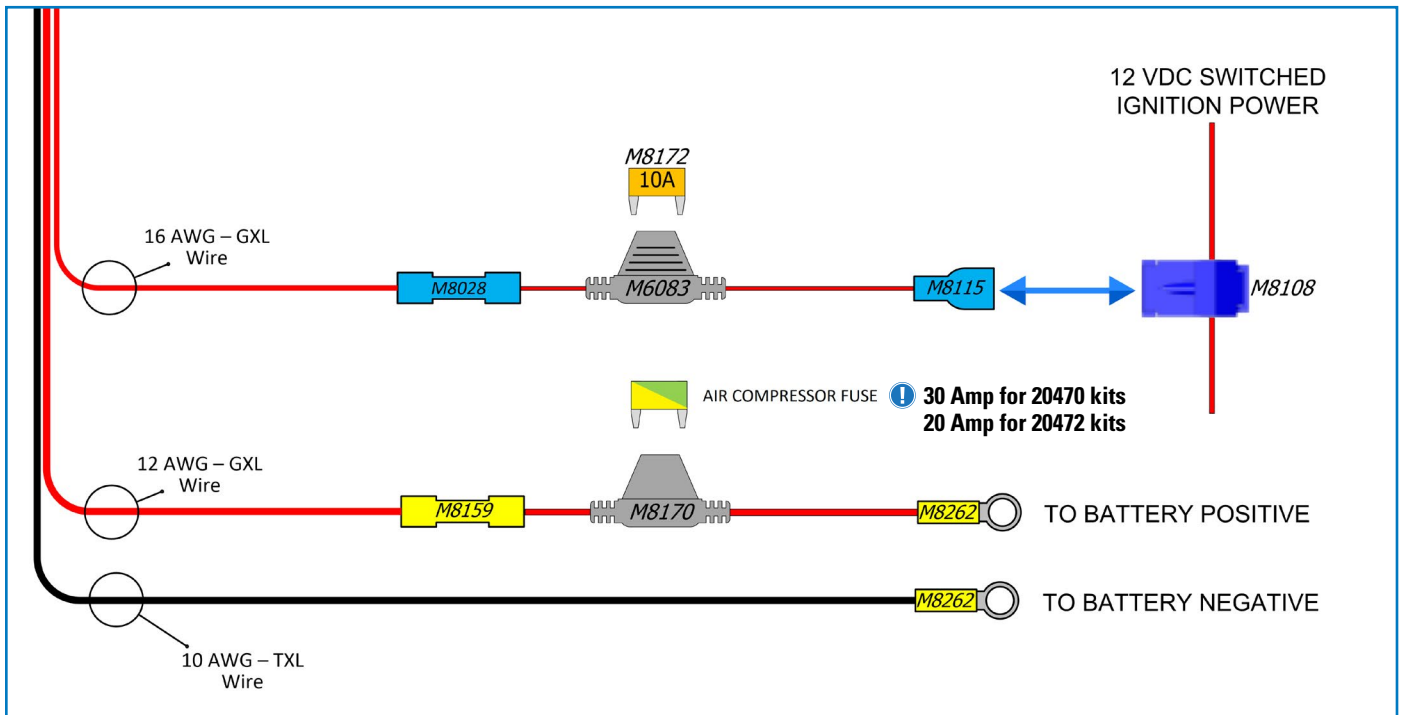 12 VDC SWITCHED
IGNITION POWER
M8172
10A
16 AWG – GXL
Wire
M8028
M6083
M8115
M8108
AIR COMPRESSOR FUSE ! 30 Amp for 20470 kits
20 Amp for 20472 kits
12 AWG – GXL
Wire
M8159
M8170
M8262
TO BATTERY POSITIVE
M8262
TO BATTERY NEGATIVE
10 AWG – TXL
Wire